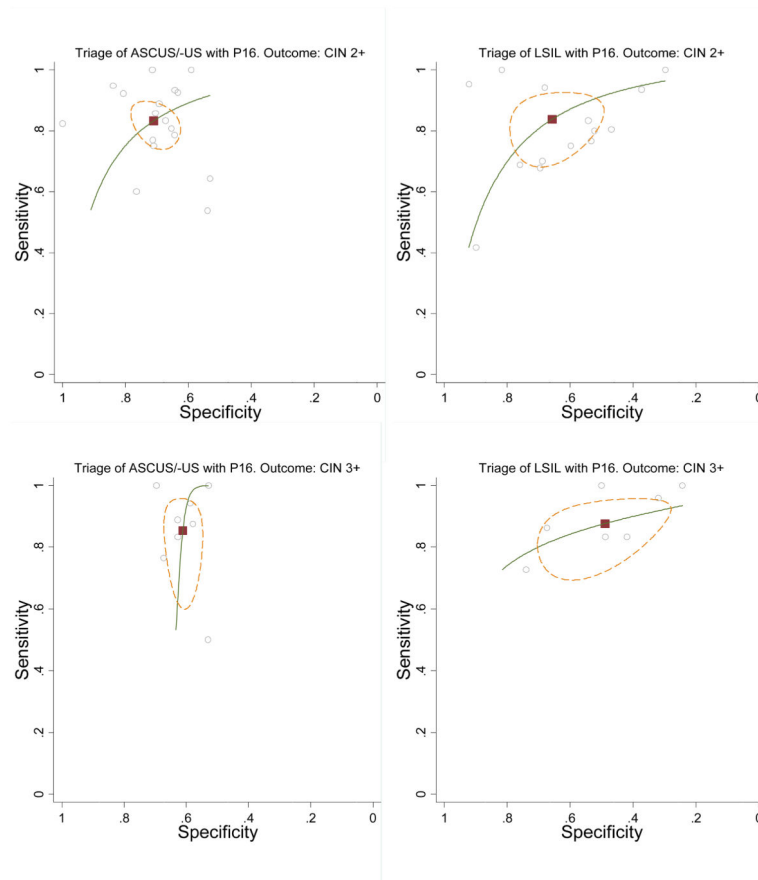 Triage of ASCUS/-US with P16. Outcome: CIN 2+
1
.8
.6
.4
.2
0
Sensitivity
1 .8 .6 .4 .2 0
Specificity
Triage of LSIL with P16. Outcome: CIN 2+
1
.8
.6
.4
.2
0
Sensitivity
1 .8 .6 .4 .2 0
Specificity
Triage of ASCUS/-US with P16. Outcome: CIN 3+
1
.8
.6
.4
.2
0
Sensitivity
1 .8 .6 .4 .2 0
Specificity
Triage of LSIL with P16. Outcome: CIN 3+
1
.8
.6
.4
.2
0
Sensitivity
1 .8 .6 .4 .2 0
Specificity